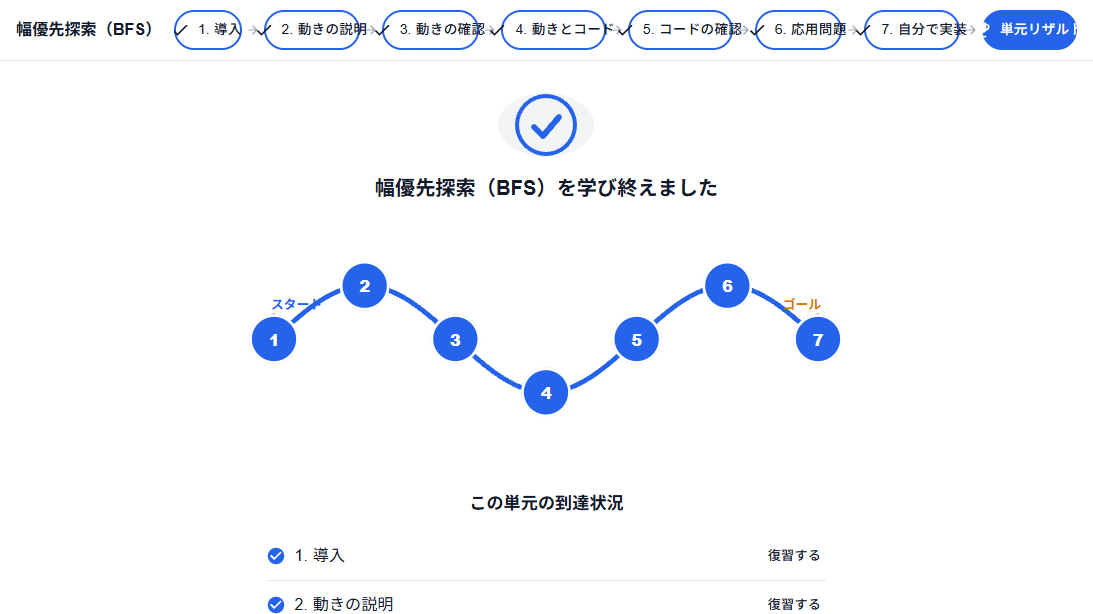 幅優先探索（BFS）
1. 導入
2. 動きの説明
3. 動きの確認
4. 動きとコード
5. コードの確認
6. 応用問題
7. 自分で実装
単元リザルト
幅優先探索（BFS）を学び終えました
2
6
スタート
ゴール
1
3
5
7
4
この単元の到達状況
1. 導入
復習する
2. 動きの説明
復習する